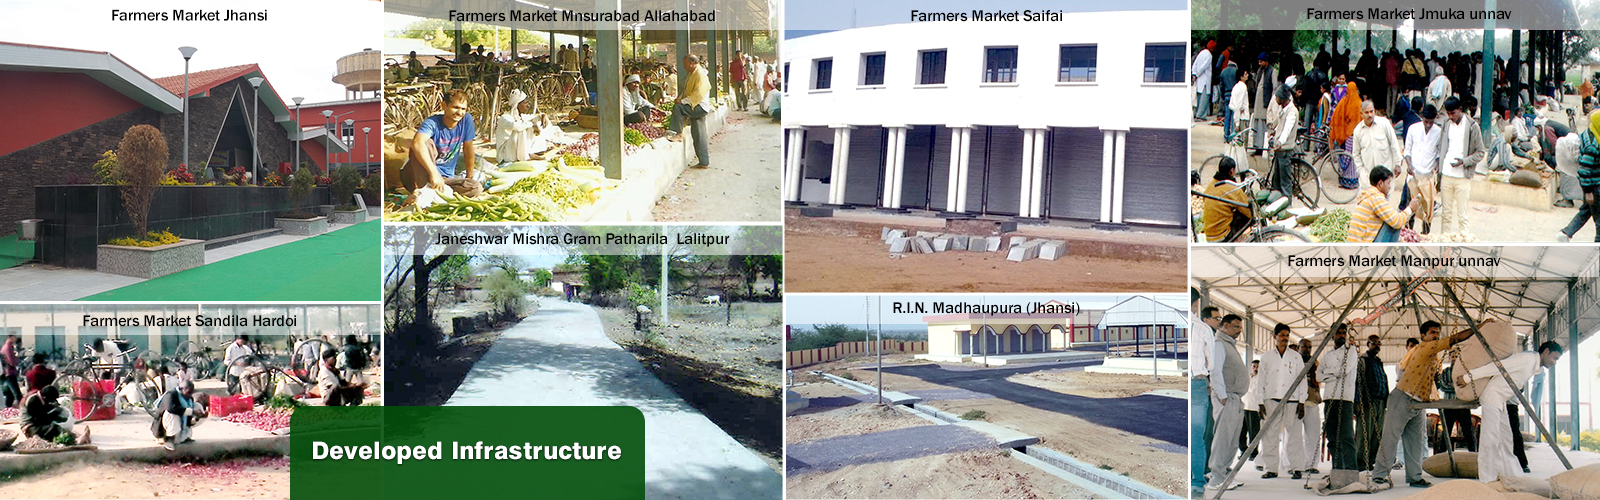 Farmers Market Jhansi
Farmers Market Mnsurabad Allahabad
Farmers Market Saifai
Farmers Market Jmuka unnav
Janeshwar Mishra Gram Patharila Lalitpur
Farmers Market Manpur unnav
R.I.N. Madhaupura (Jhansi)
Farmers Market Sandila Hardoi
Developed Infrastructure